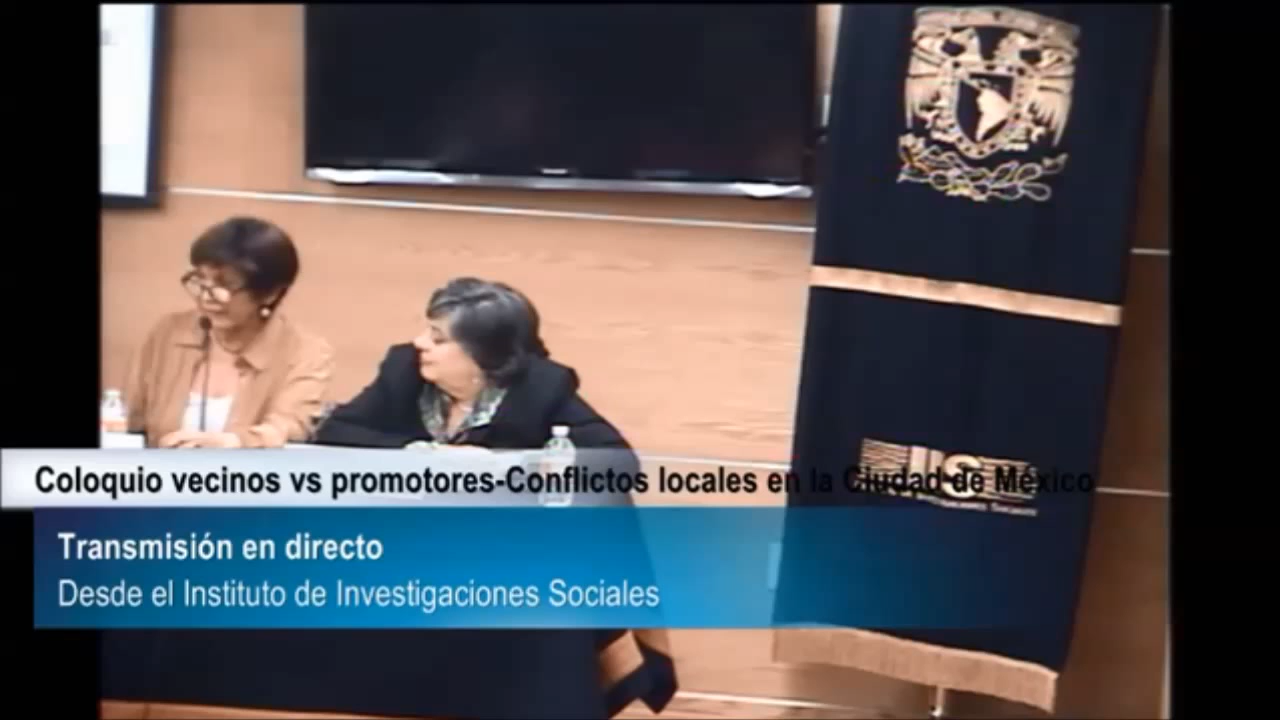 Coloquio vecinos vs promotores-Conflictos locales en la Ciudad de México
Transmisión en directo
Desde el Instituto de Investigaciones Sociales